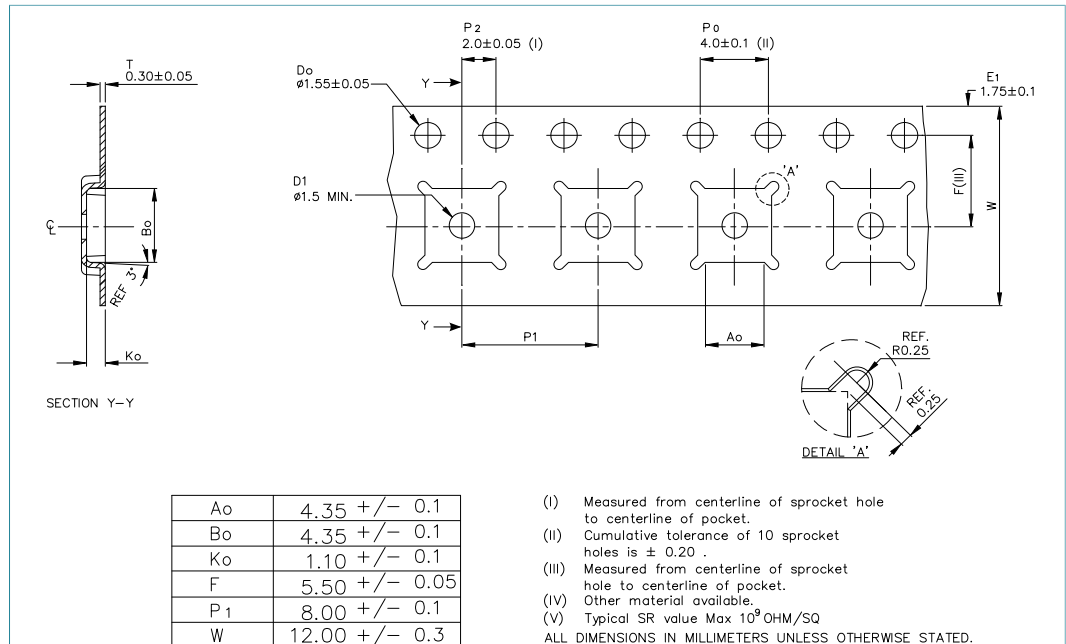 P2
2.0±0.05 (I)
Po
4.0±0.1 (II)
T
0.30±0.05
Do
ø1.55±0.05
Y
E1
1.75±0.1
'A'
D1
ø1.5 MIN.
F(III)
W
℄
Bo
REF 3°
Ko
Y
P1
Ao
REF.
R0.25
REF.
0.25
SECTION Y-Y
DETAIL 'A'
Ao 4.35 +/- 0.1
Bo 4.35 +/- 0.1
Ko 1.10 +/- 0.1
F 5.50 +/- 0.05
P1 8.00 +/- 0.1
W 12.00 +/- 0.3
(I) Measured from centerline of sprocket hole
to centerline of pocket.
(II) Cumulative tolerance of 10 sprocket
holes is ± 0.20 .
(III) Measured from centerline of sprocket
hole to centerline of pocket.
(IV) Other material available.
(V) Typical SR value Max 10⁹ OHM/SQ
ALL DIMENSIONS IN MILLIMETERS UNLESS OTHERWISE STATED.